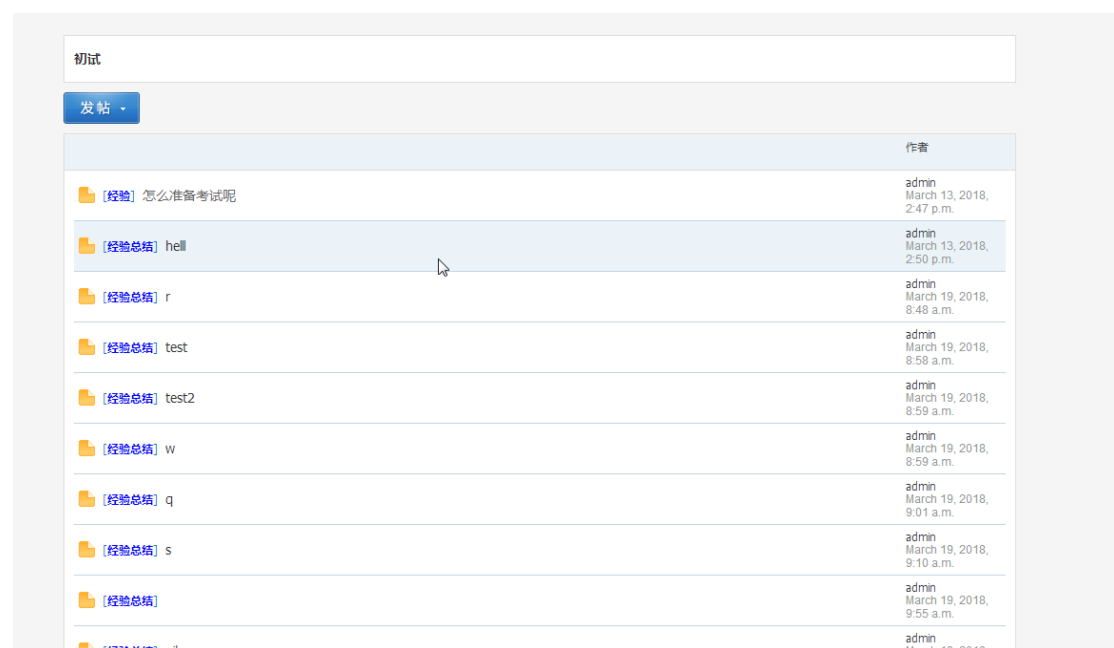 初试
发帖
作者
[经验] 怎么准备考试呢
admin
March 13, 2018,
2:47 p.m.
[经验总结] hell
admin
March 13, 2018,
2:50 p.m.
[经验总结] r
admin
March 19, 2018,
8:48 a.m.
[经验总结] test
admin
March 19, 2018,
8:58 a.m.
[经验总结] test2
admin
March 19, 2018,
8:59 a.m.
[经验总结] w
admin
March 19, 2018,
8:59 a.m.
[经验总结] q
admin
March 19, 2018,
9:01 a.m.
[经验总结] s
admin
March 19, 2018,
9:10 a.m.
[经验总结]
admin
March 19, 2018,
9:55 a.m.
admin